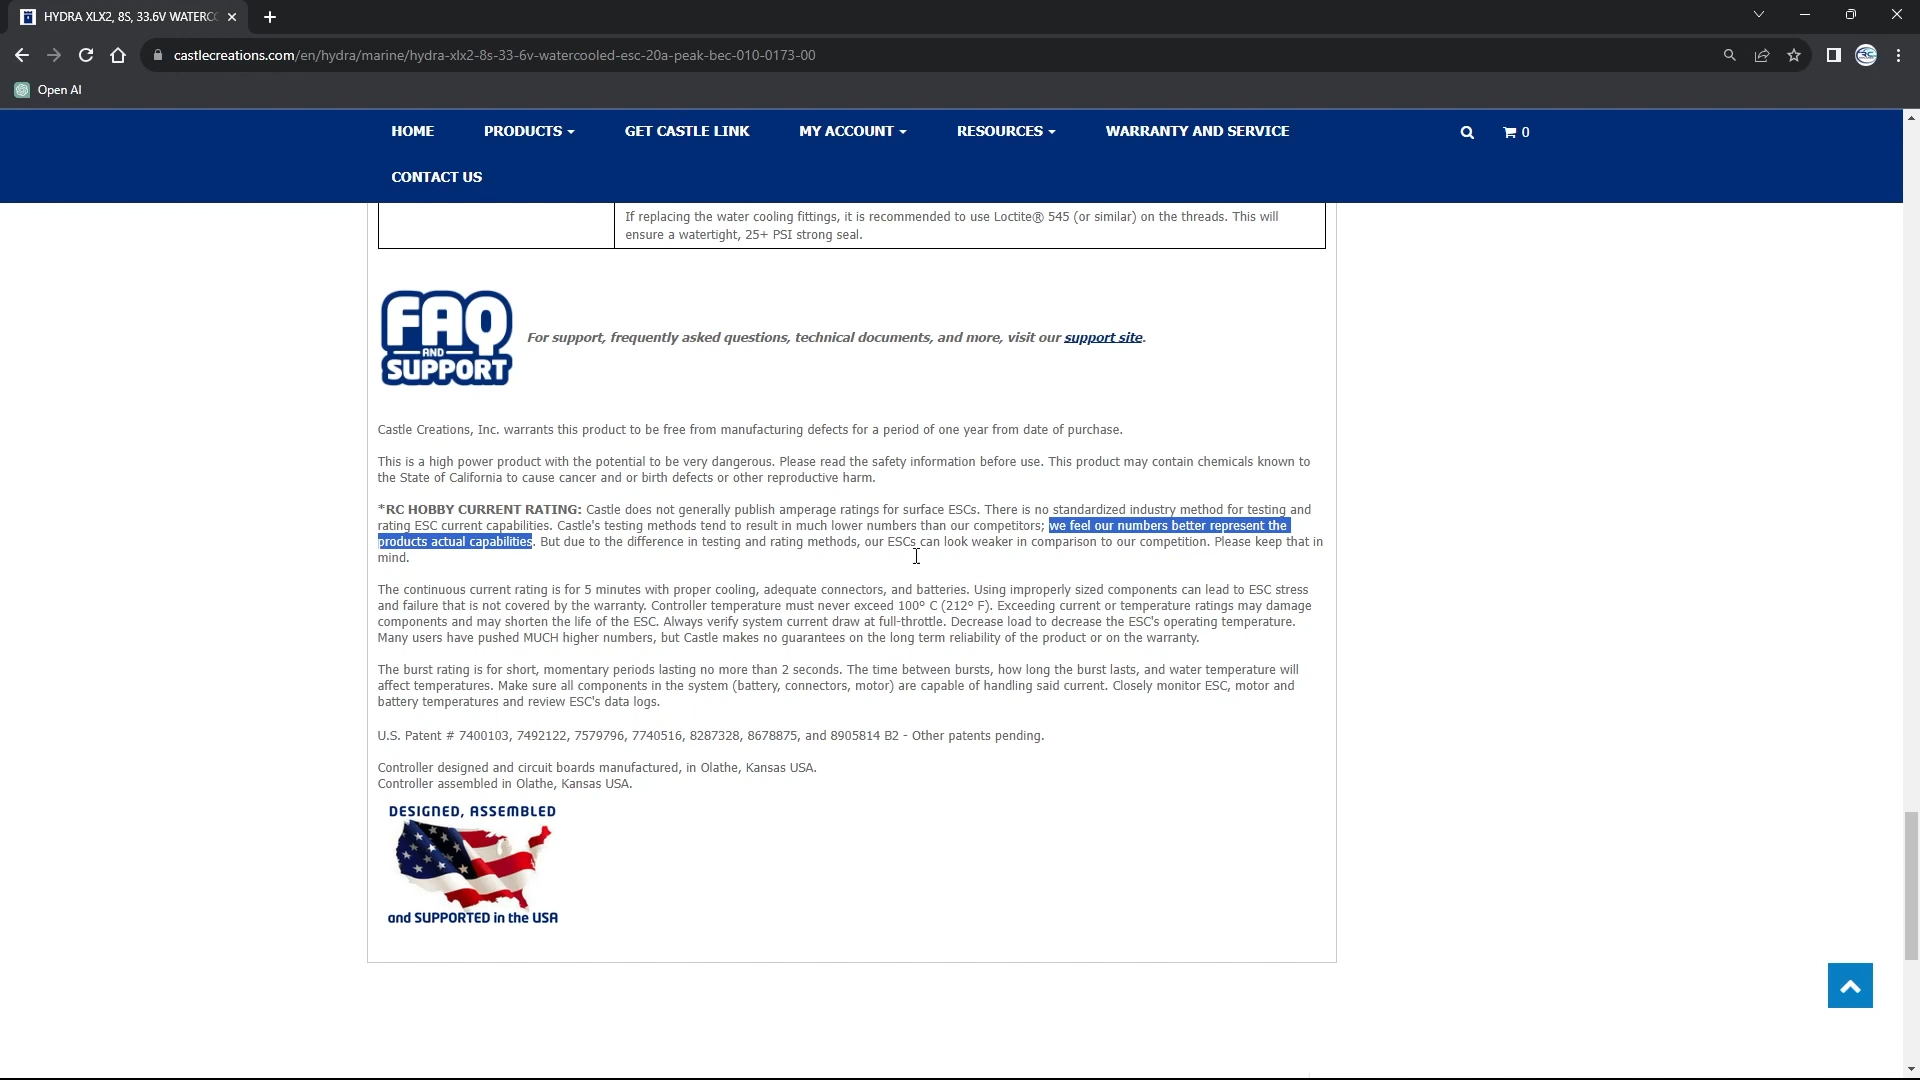 HYDRA XLX2, 8S, 33.6V WATERC
castlecreations.com/en/hydra/marine/hydra-xlx2-8s-33-6v-watercooled-esc-20a-peak-bec-010-0173-00
Open AI
HOME PRODUCTS GET CASTLE LINK MY ACCOUNT RESOURCES WARRANTY AND SERVICE 0
CONTACT US
If replacing the water cooling fittings, it is recommended to use Loctite® 545 (or similar) on the threads. This will
ensure a watertight, 25+ PSI strong seal.
FAQ
AND
SUPPORT
For support, frequently asked questions, technical documents, and more, visit our support site.
Castle Creations, Inc. warrants this product to be free from manufacturing defects for a period of one year from date of purchase.
This is a high power product with the potential to be very dangerous. Please read the safety information before use. This product may contain chemicals known to
the State of California to cause cancer and or birth defects or other reproductive harm.
*RC HOBBY CURRENT RATING: Castle does not generally publish amperage ratings for surface ESCs. There is no standardized industry method for testing and
rating ESC current capabilities. Castle's testing methods tend to result in much lower numbers than our competitors; we feel our numbers better represent the
products actual capabilities. But due to the difference in testing and rating methods, our ESCs can look weaker in comparison to our competition. Please keep that in
mind.
The continuous current rating is for 5 minutes with proper cooling, adequate connectors, and batteries. Using improperly sized components can lead to ESC stress
and failure that is not covered by the warranty. Controller temperature must never exceed 100° C (212° F). Exceeding current or temperature ratings may damage
components and may shorten the life of the ESC. Always verify system current draw at full-throttle. Decrease load to decrease the ESC's operating temperature.
Many users have pushed MUCH higher numbers, but Castle makes no guarantees on the long term reliability of the product or on the warranty.
The burst rating is for short, momentary periods lasting no more than 2 seconds. The time between bursts, how long the burst lasts, and water temperature will
affect temperatures. Make sure all components in the system (battery, connectors, motor) are capable of handling said current. Closely monitor ESC, motor and
battery temperatures and review ESC's data logs.
U.S. Patent # 7400103, 7492122, 7579796, 7740516, 8287328, 8678875, and 8905814 B2 - Other patents pending.
Controller designed and circuit boards manufactured, in Olathe, Kansas USA.
Controller assembled in Olathe, Kansas USA.
DESIGNED, ASSEMBLED
and SUPPORTED in the USA